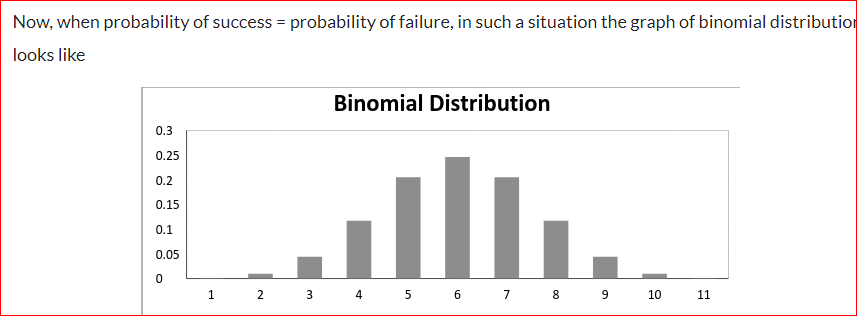 Now, when probability of success = probability of failure, in such a situation the graph of binomial distribution
looks like
Binomial Distribution
0.3
0.25
0.2
0.15
0.1
0.05
0
1 2 3 4 5 6 7 8 9 10 11